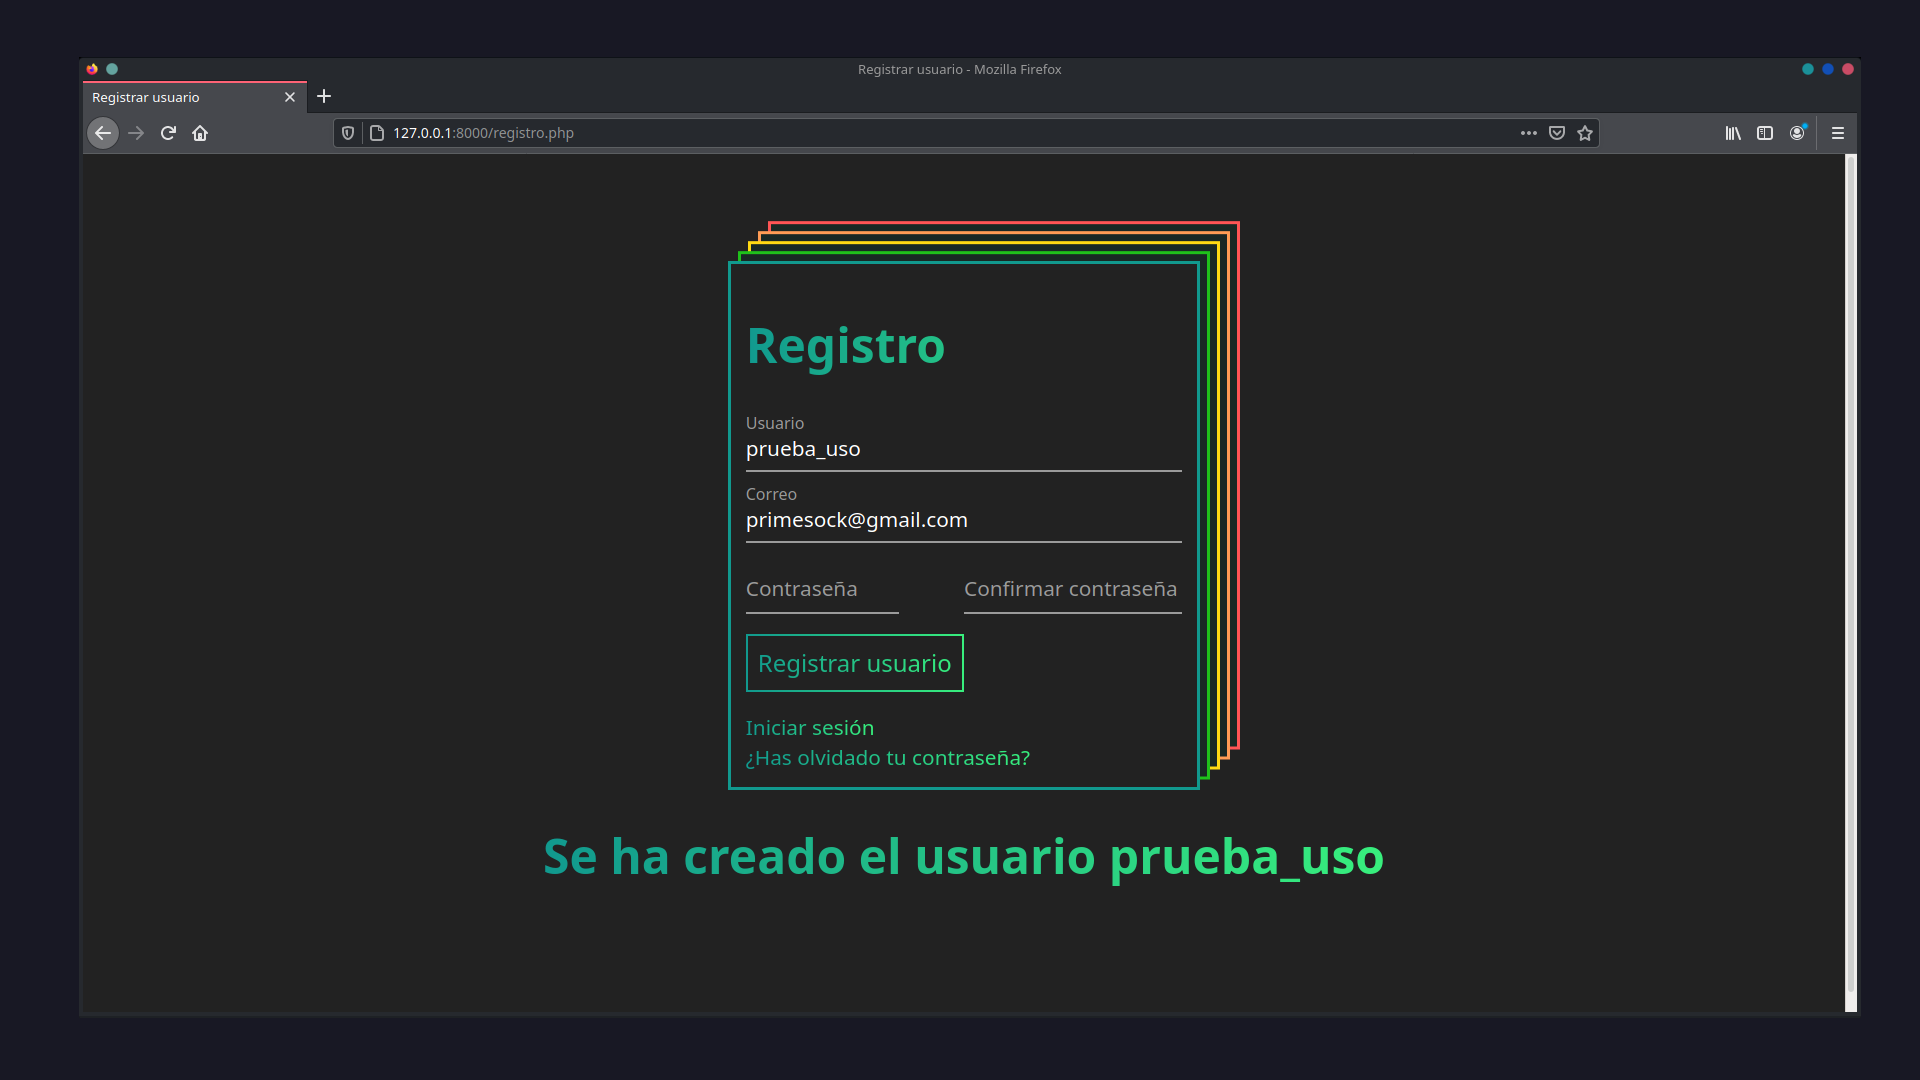 Registrar usuario - Mozilla Firefox
Registrar usuario
127.0.0.1:8000/registro.php
Registro
Usuario
prueba_uso
Correo
primesock@gmail.com
Contraseña Confirmar contraseña
Registrar usuario
Iniciar sesión
¿Has olvidado tu contraseña?
Se ha creado el usuario prueba_uso